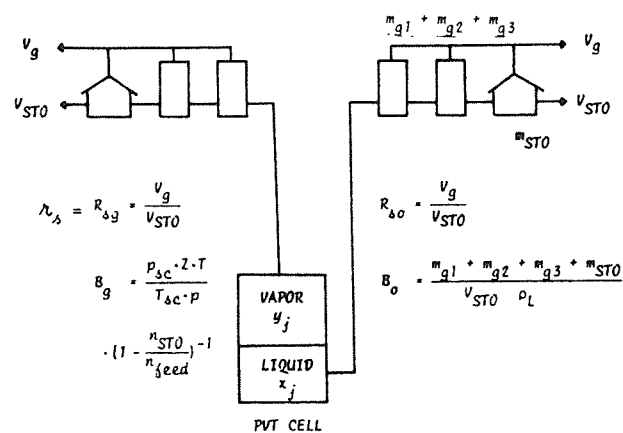 m_g1 + m_g2 + m_g3
V_g
V_g
V_STO
V_STO
m_STO
r_s = R_sg = V_g / V_STO
R_so = V_g / V_STO
B_g = p_sc · Z · T / T_sc · p
· (1 - n_STO / n_feed)^-1
B_o = m_g1 + m_g2 + m_g3 + m_STO / V_STO ρ_L
VAPOR
y_j
LIQUID
x_j
PVT CELL